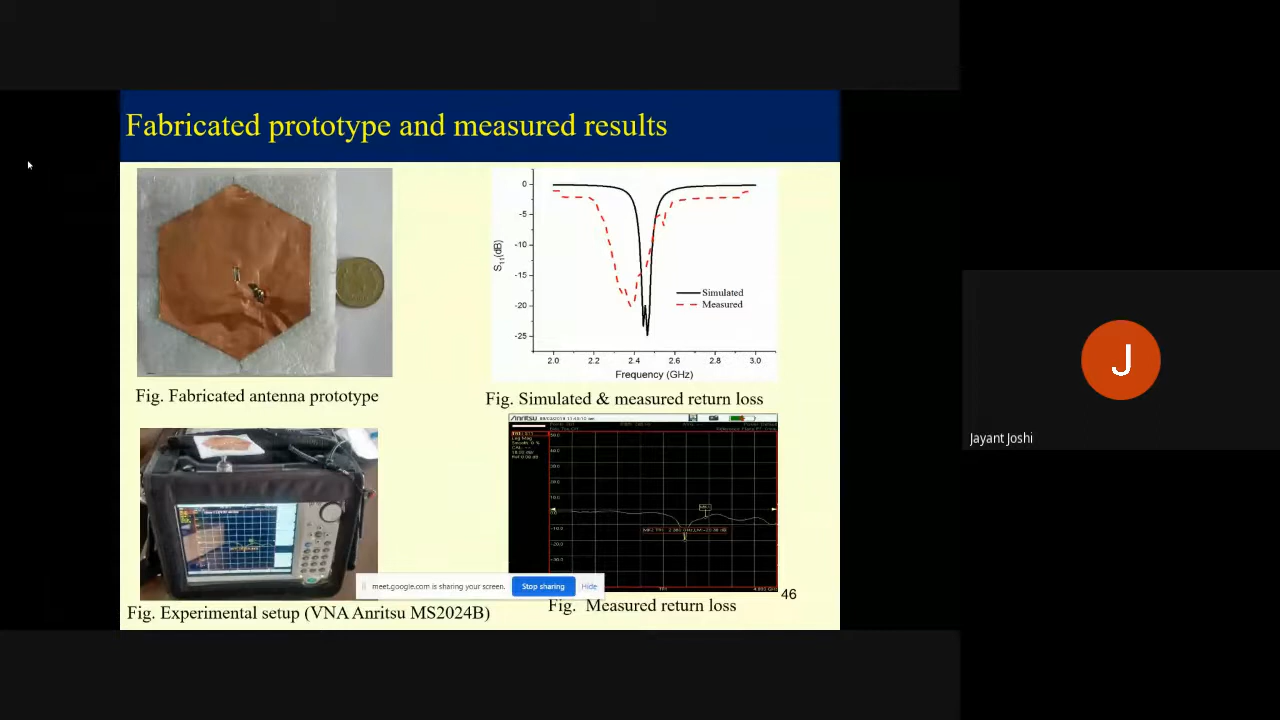 Fabricated prototype and measured results
0
-5
-10
-15
-20
-25
S11(dB)
Simulated
Measured
2.0 2.2 2.4 2.6 2.8 3.0
Frequency (GHz)
Fig. Fabricated antenna prototype
Fig. Simulated & measured return loss
Anritsu
J
Jayant Joshi
meet.google.com is sharing your screen.
Stop sharing
Hide
46
Fig. Experimental setup (VNA Anritsu MS2024B)
Fig. Measured return loss